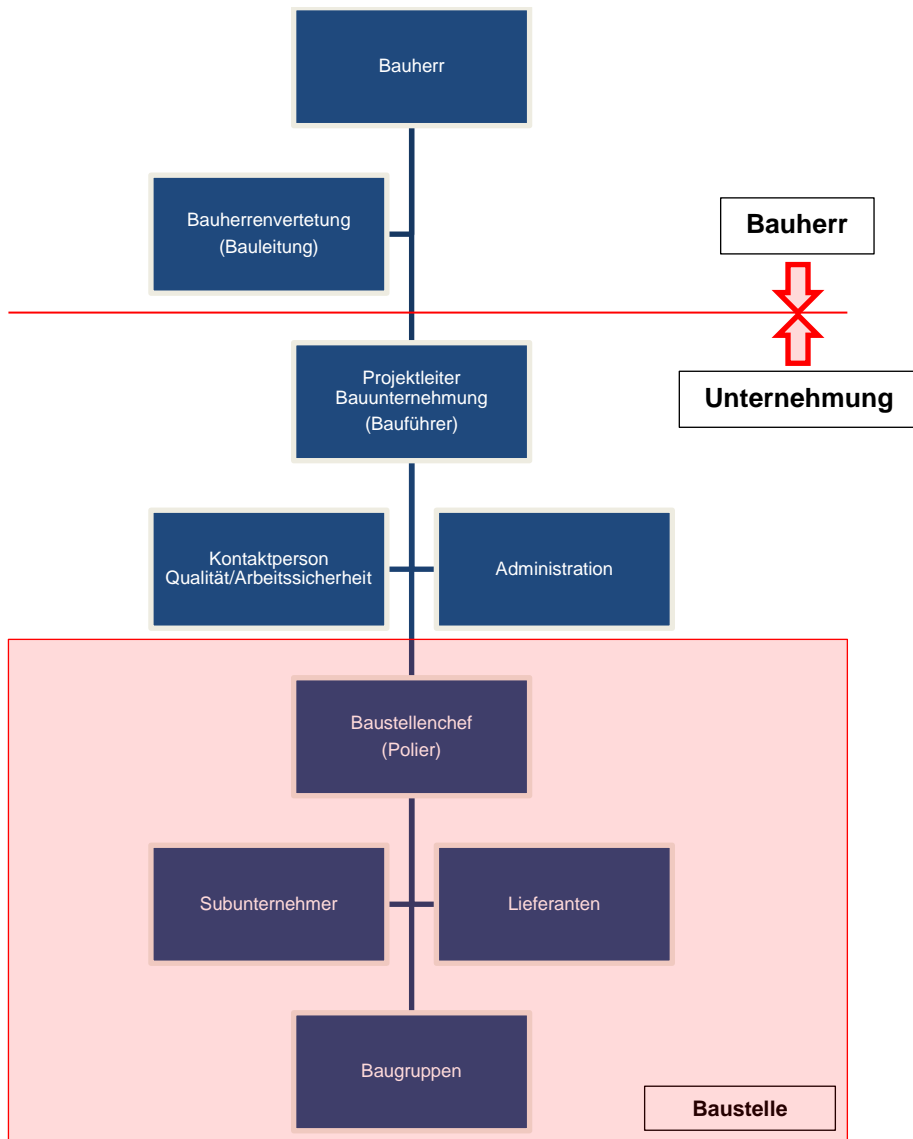 Bauherr
Bauherrenvertetung
(Bauleitung)
Bauherr
Projektleiter
Bauunternehmung
(Bauführer)
Unternehmung
Kontaktperson
Qualität/Arbeitssicherheit
Administration
Baustellenchef
(Polier)
Subunternehmer
Lieferanten
Baugruppen
Baustelle